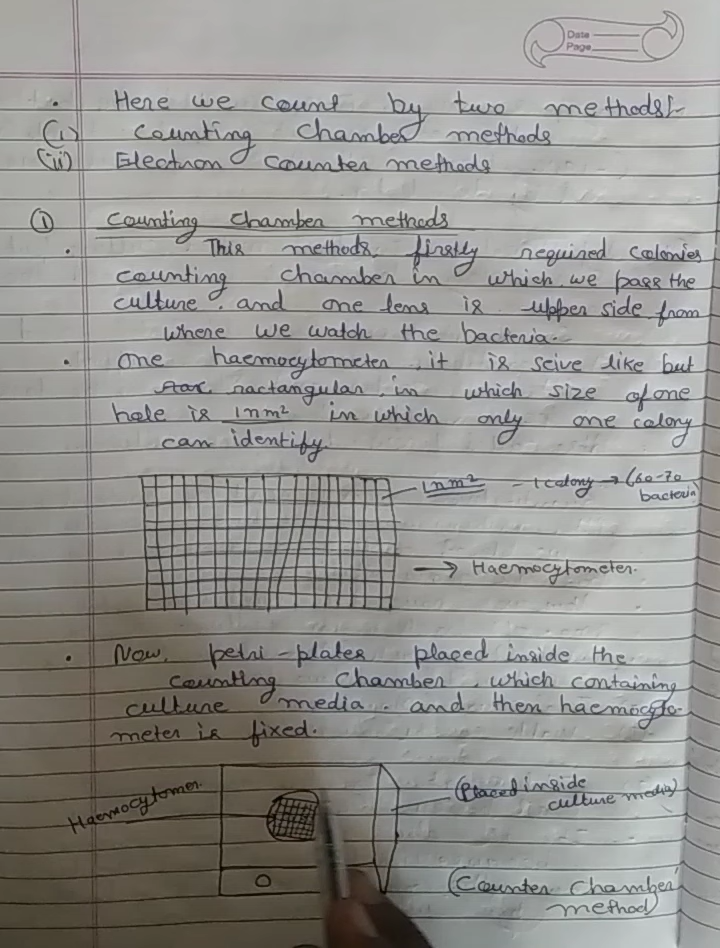 Date
Page
• Here we count by two methods:-
(i) Counting Chamber methods
(ii) Electron Counter methods
① Counting Chamber methods
• This methods, firstly required colonies
counting chamber in which we pass the
culture. and one lens is upper side from
where we watch the bacteria.
• One haemocytometer, it is seive like but
ractangular, in which size of one
hole is 1nm² in which only one colony
can identify.
1nm² - 1 colony → (60-70
bacteria)
→ Haemocytometer.
• Now, petri-plates placed inside the
counting chamber, which containing
culture media. and then haemocyto-
meter is fixed.
Haemocytomer.
(Placed inside
culture media)
(Counter Chamber
method)